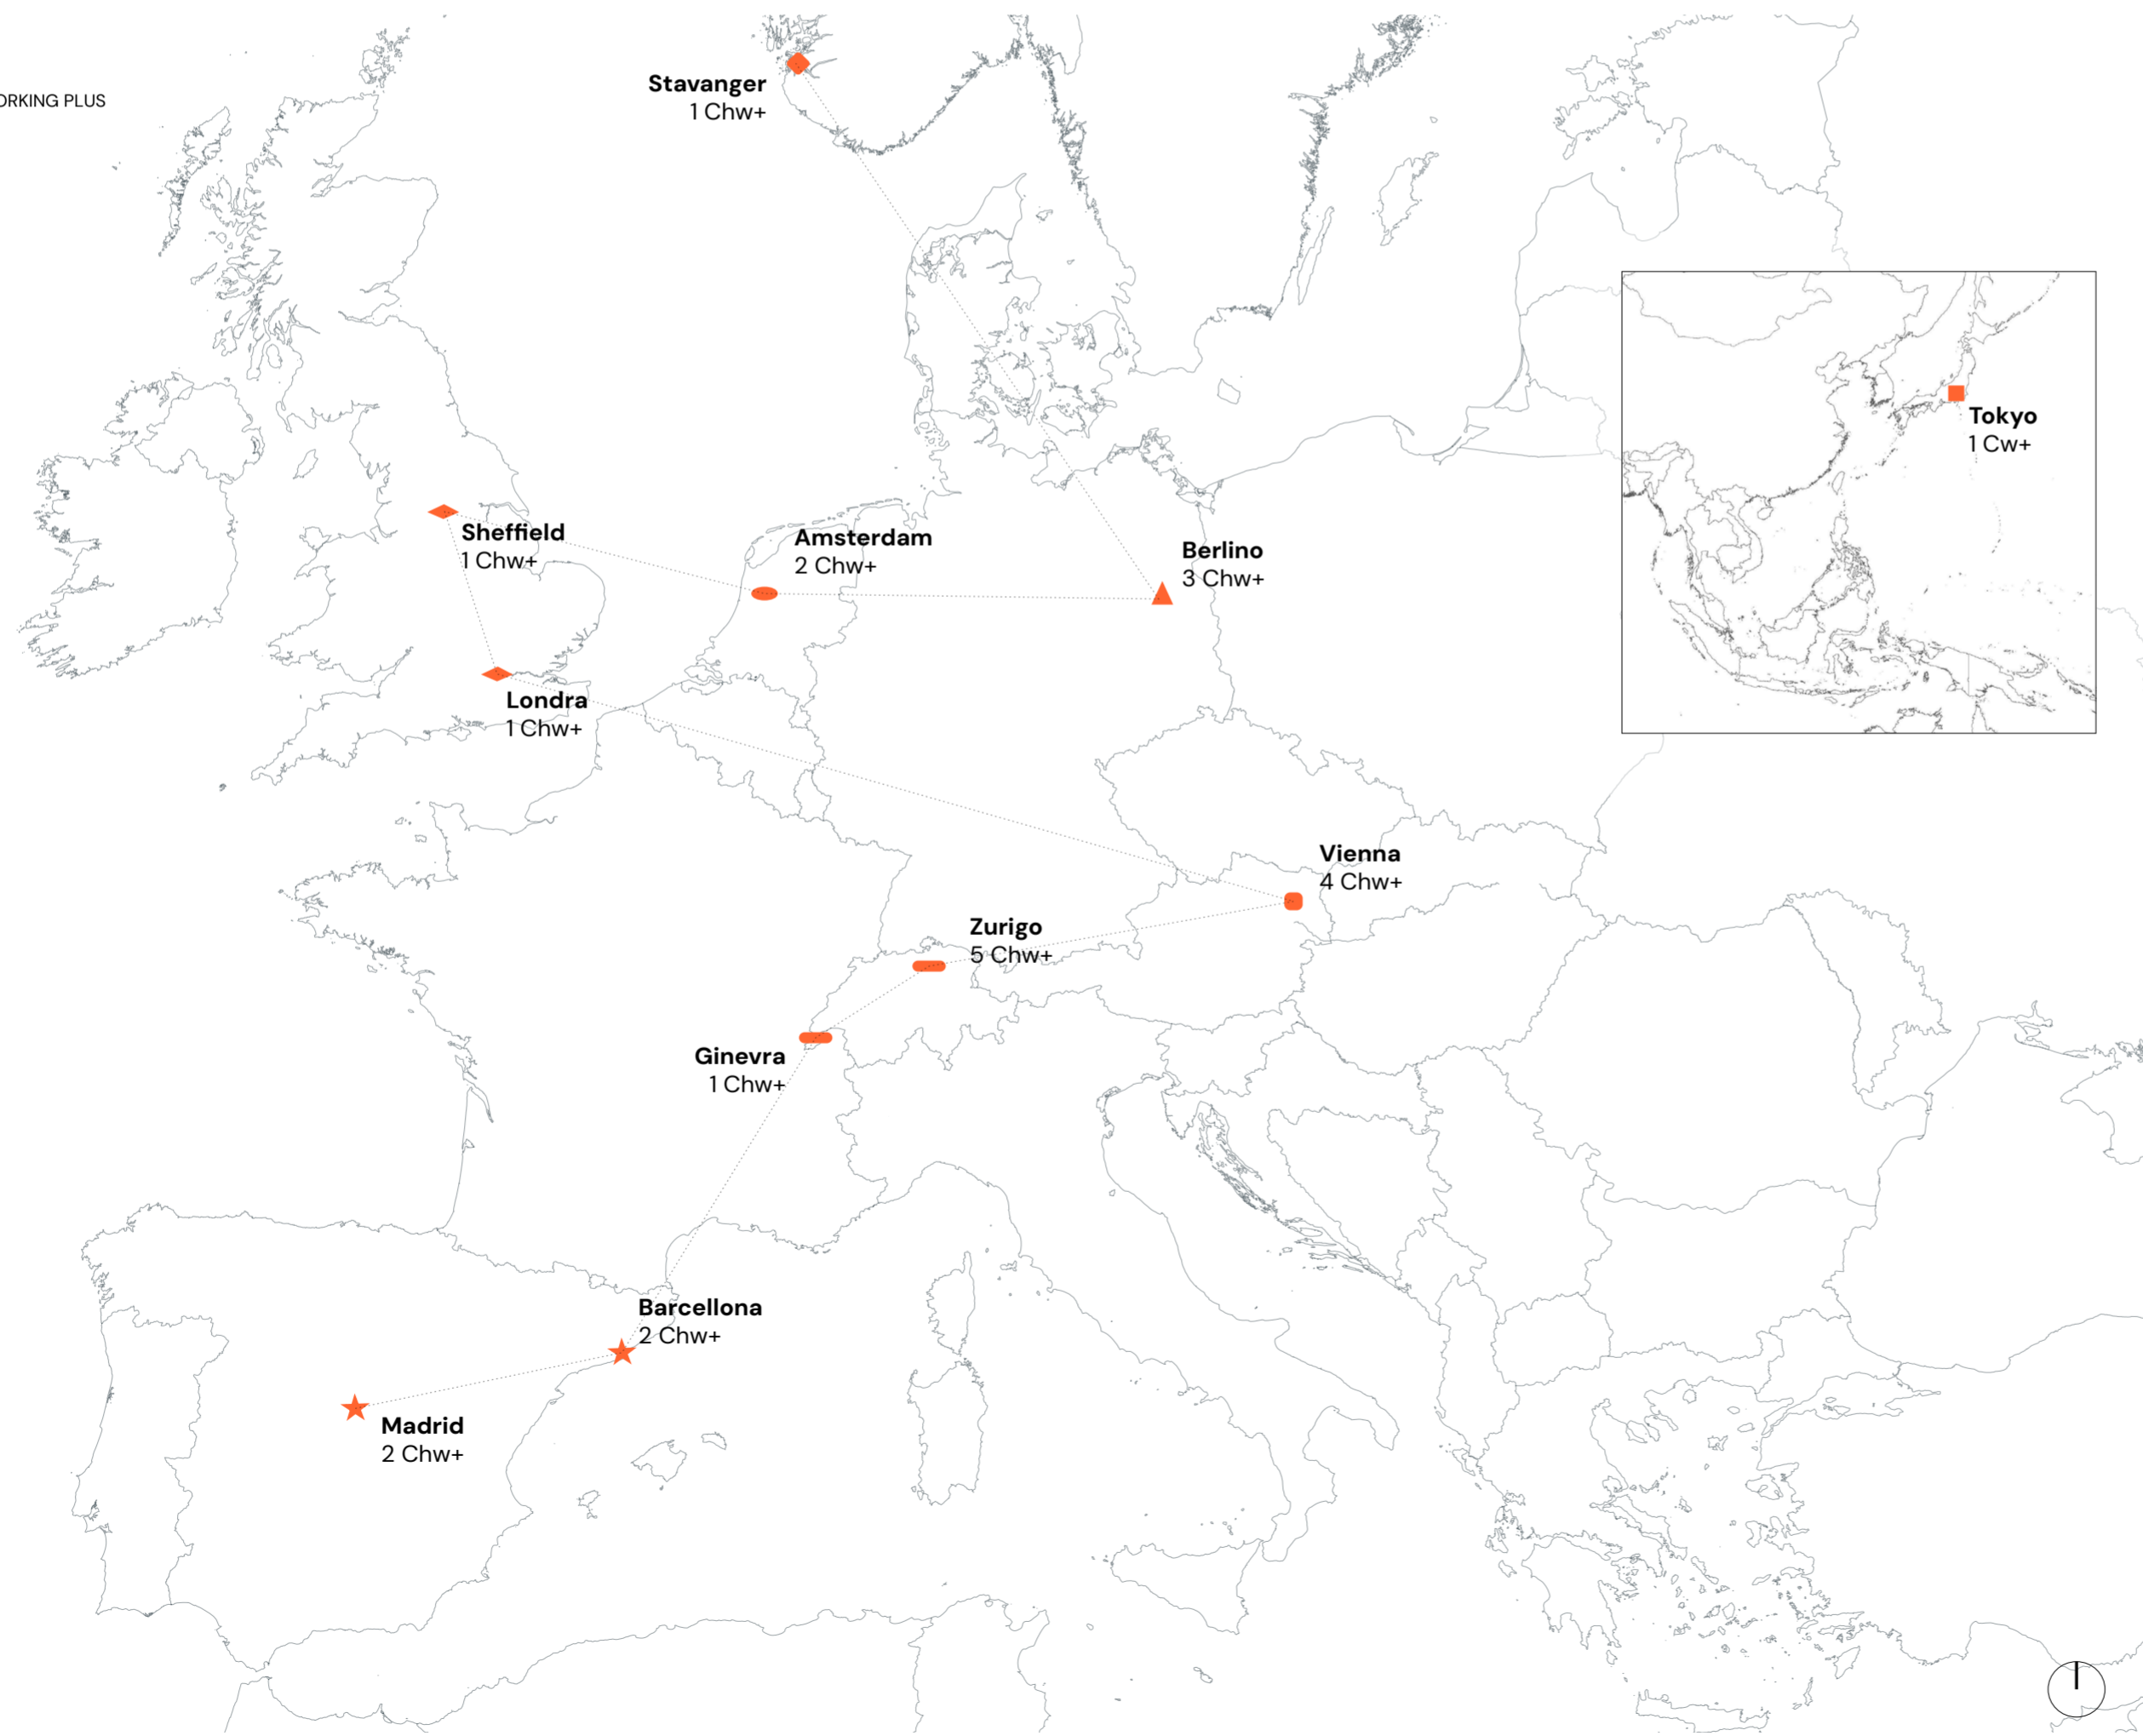 ORKING PLUS
Stavanger
1 Chw+
Tokyo
1 Cw+
Sheffield
1 Chw+
Amsterdam
2 Chw+
Berlino
3 Chw+
Londra
1 Chw+
Vienna
4 Chw+
Zurigo
5 Chw+
Ginevra
1 Chw+
Barcellona
2 Chw+
Madrid
2 Chw+